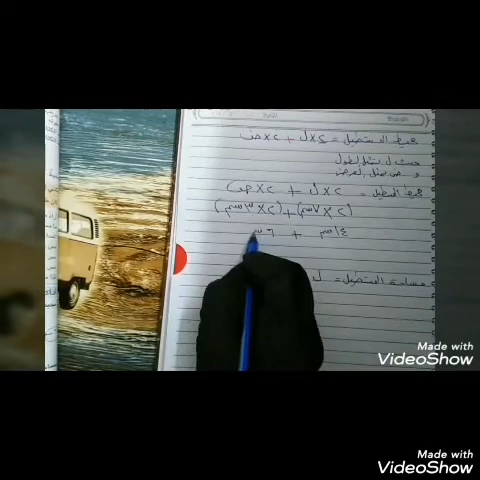 محيط المستطيل = ٢×ل + ٢×ض
حيث ل تمثل الطول
و ض تمثل العرض
محيط المستطيل = ٢×ل + ٢×ض
(٢×٧سم)+(٢×٣سم)
١٤سم + ٦س
مساحة المستطيل = ل
Made with
VideoShow
Made with
VideoShow